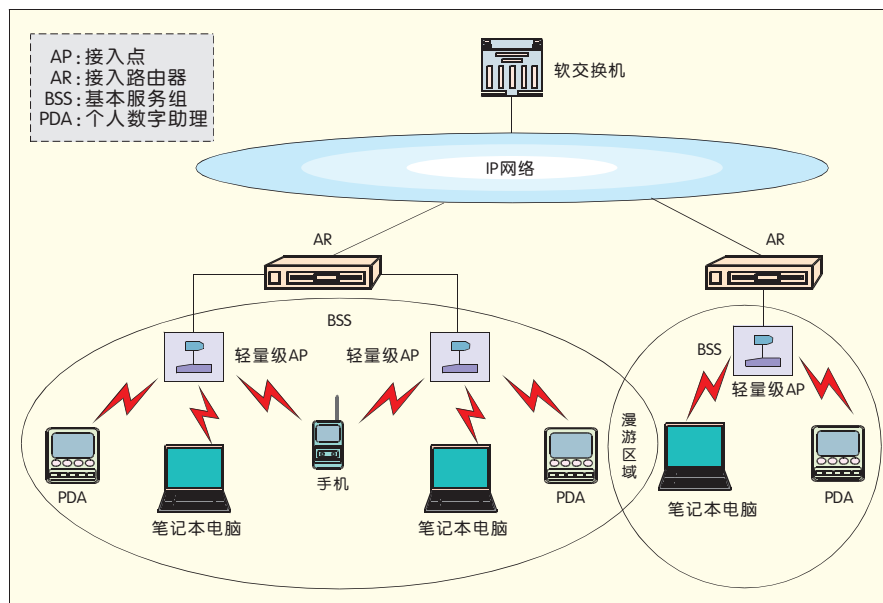 AP:接入点
AR:接入路由器
BSS:基本服务组
PDA:个人数字助理
软交换机
IP网络
AR
AR
BSS
轻量级AP
轻量级AP
BSS
轻量级AP
漫游区域
PDA
笔记本电脑
手机
笔记本电脑
PDA
笔记本电脑
PDA